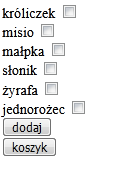 króliczek
misio
małpka
słonik
żyrafa
jednorożec
dodaj
koszyk